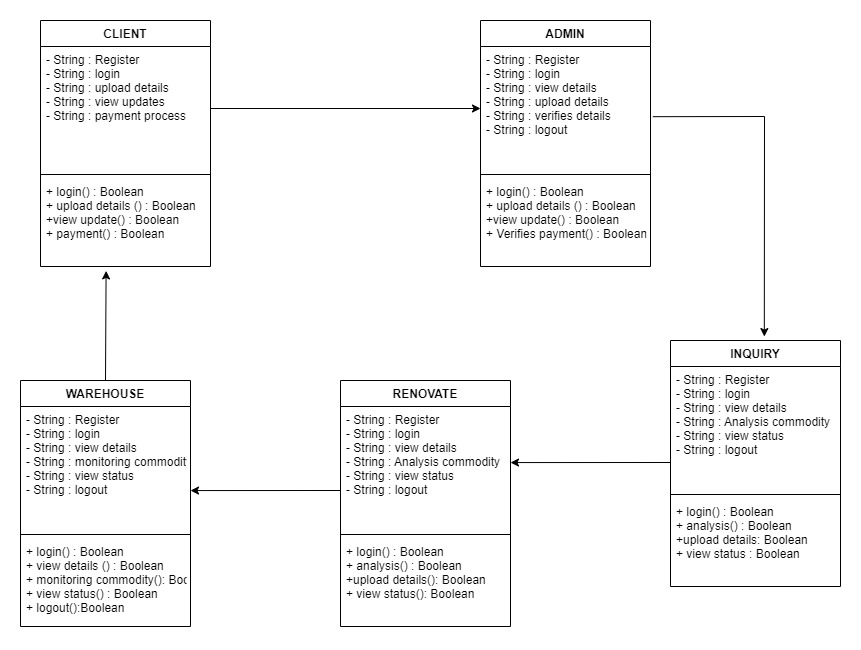 CLIENT
- String : Register
- String : login
- String : upload details
- String : view updates
- String : payment process
+ login() : Boolean
+ upload details () : Boolean
+view update() : Boolean
+ payment() : Boolean
ADMIN
- String : Register
- String : login
- String : view details
- String : upload details
- String : verifies details
- String : logout
+ login() : Boolean
+ upload details () : Boolean
+view update() : Boolean
+ Verifies payment() : Boolean
INQUIRY
- String : Register
- String : login
- String : view details
- String : Analysis commodity
- String : view status
- String : logout
+ login() : Boolean
+ analysis() : Boolean
+upload details: Boolean
+ view status : Boolean
WAREHOUSE
- String : Register
- String : login
- String : view details
- String : monitoring commodit
- String : view status
- String : logout
+ login() : Boolean
+ view details () : Boolean
+ monitoring commodity(): Boo
+ view status() : Boolean
+ logout():Boolean
RENOVATE
- String : Register
- String : login
- String : view details
- String : Analysis commodity
- String : view status
- String : logout
+ login() : Boolean
+ analysis() : Boolean
+upload details(): Boolean
+ view status(): Boolean